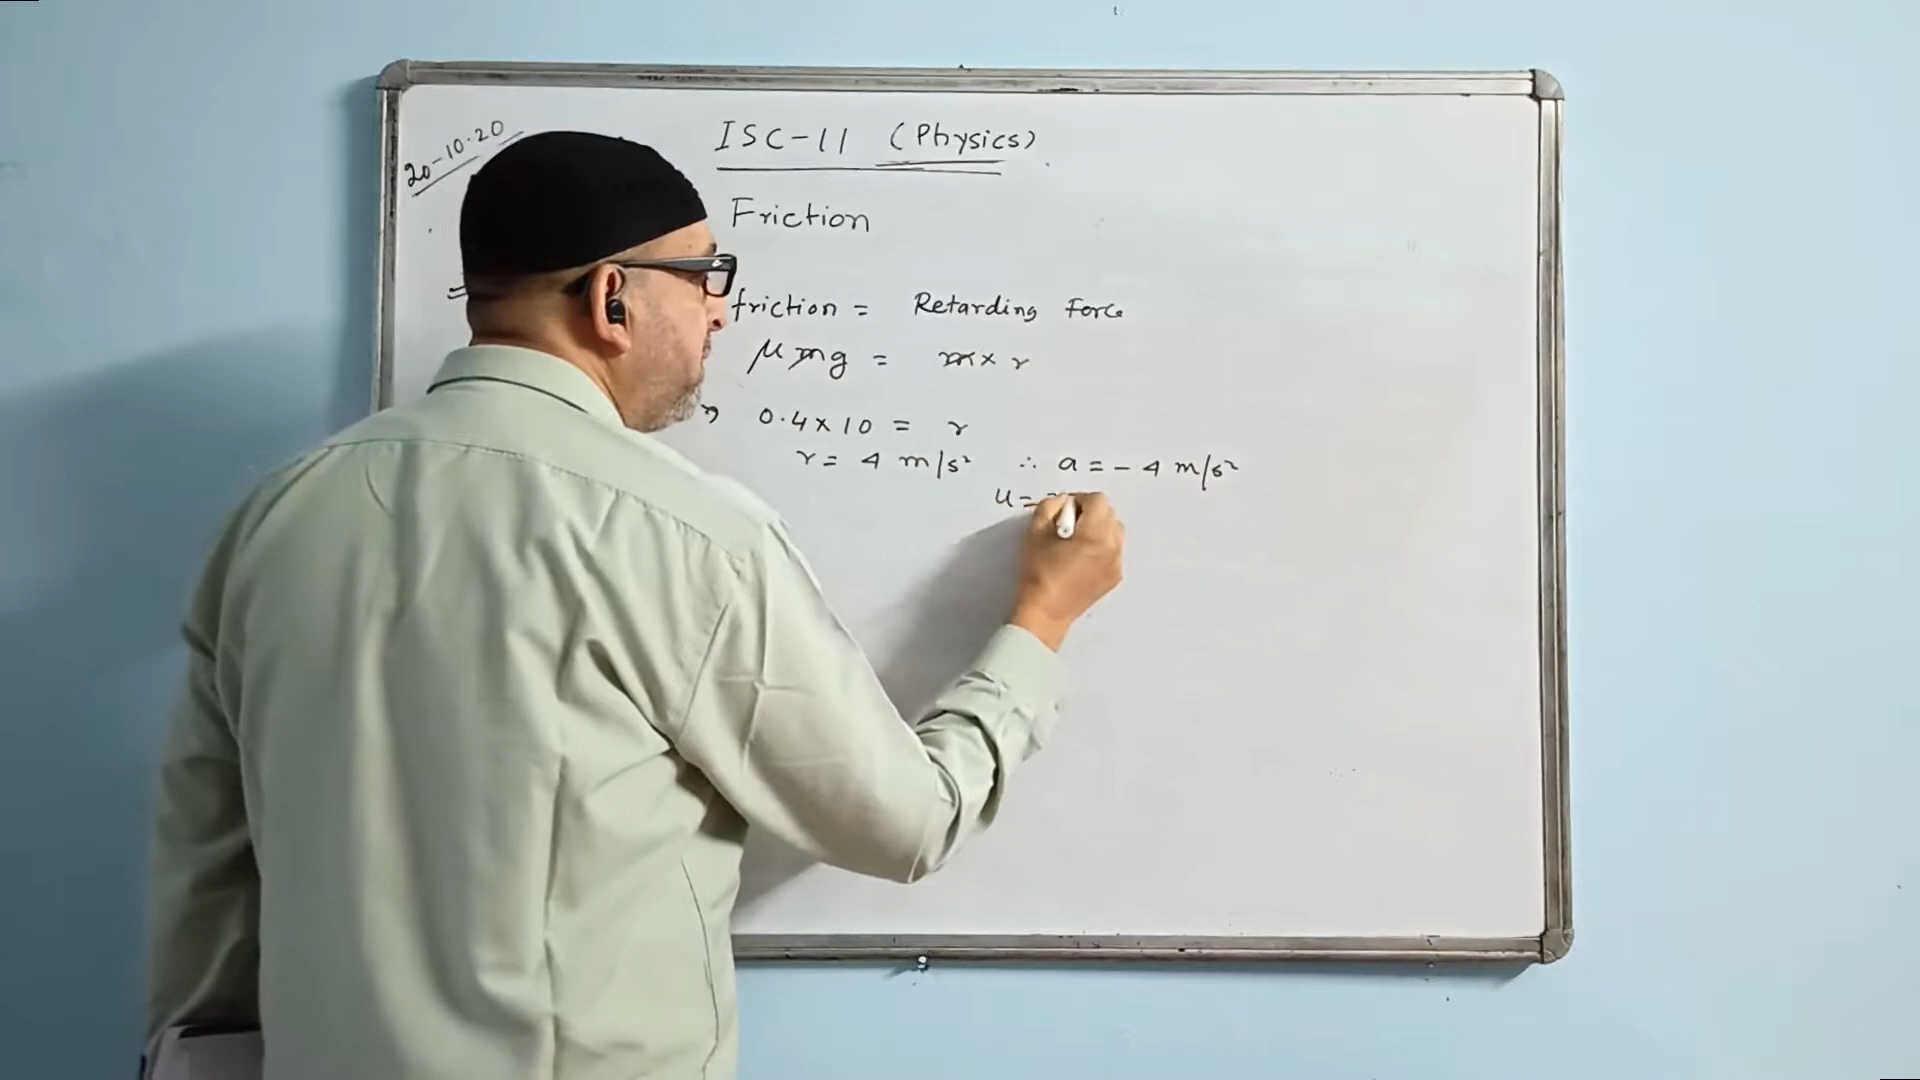 20-10-20
ISC-11 (Physics)
Friction
friction = Retarding Force
μmg = m×r
0.4×10 = r
r= 4 m/s² ∴ a = - 4 m/s²
u=